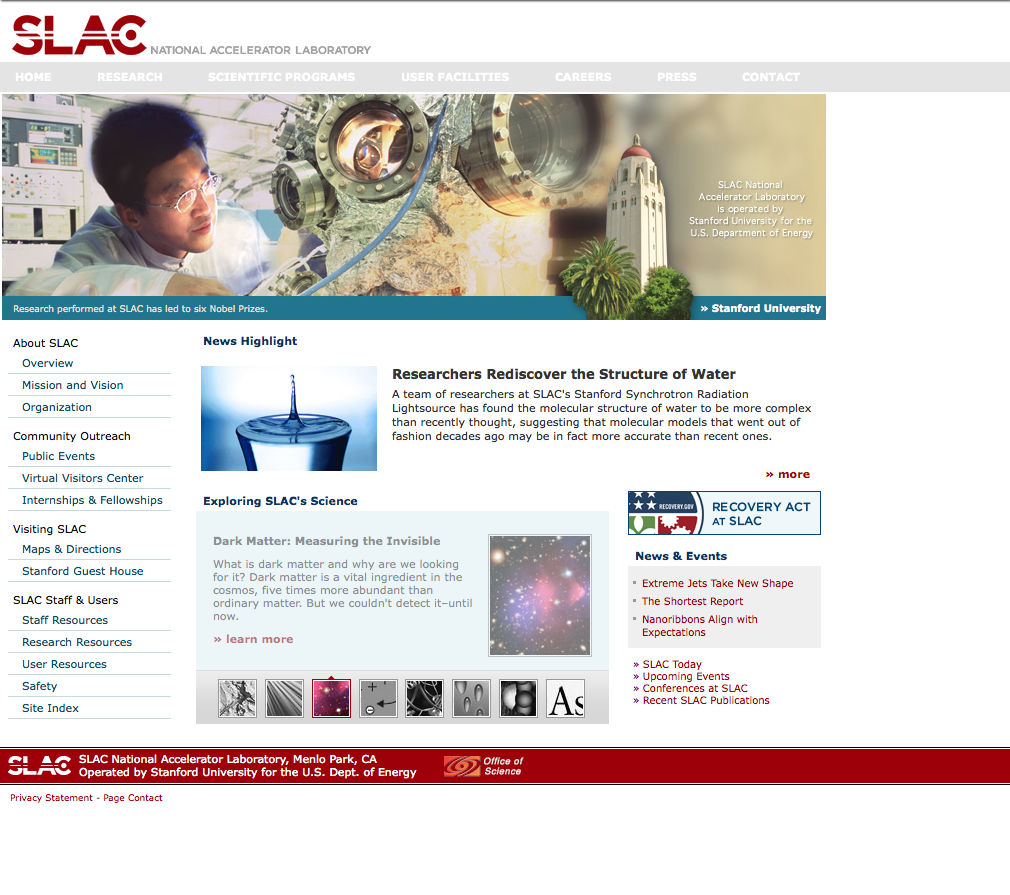 SLAC NATIONAL ACCELERATOR LABORATORY
HOME RESEARCH SCIENTIFIC PROGRAMS USER FACILITIES CAREERS PRESS CONTACT
SLAC National
Accelerator Laboratory
is operated by
Stanford University for the
U.S. Department of Energy
Research performed at SLAC has led to six Nobel Prizes.
» Stanford University
About SLAC
Overview
Mission and Vision
Organization
Community Outreach
Public Events
Virtual Visitors Center
Internships & Fellowships
Visiting SLAC
Maps & Directions
Stanford Guest House
SLAC Staff & Users
Staff Resources
Research Resources
User Resources
Safety
Site Index
News Highlight
Researchers Rediscover the Structure of Water
A team of researchers at SLAC's Stanford Synchrotron Radiation
Lightsource has found the molecular structure of water to be more complex
than recently thought, suggesting that molecular models that went out of
fashion decades ago may be in fact more accurate than recent ones.
» more
Exploring SLAC's Science
Dark Matter: Measuring the Invisible
What is dark matter and why are we looking
for it? Dark matter is a vital ingredient in the
cosmos, five times more abundant than
ordinary matter. But we couldn't detect it–until
now.
» learn more
As
RECOVERY.GOV
RECOVERY ACT
AT SLAC
News & Events
Extreme Jets Take New Shape
The Shortest Report
Nanoribbons Align with
Expectations
» SLAC Today
» Upcoming Events
» Conferences at SLAC
» Recent SLAC Publications
SLAC
SLAC National Accelerator Laboratory, Menlo Park, CA
Operated by Stanford University for the U.S. Dept. of Energy
Office of
Science
Privacy Statement - Page Contact